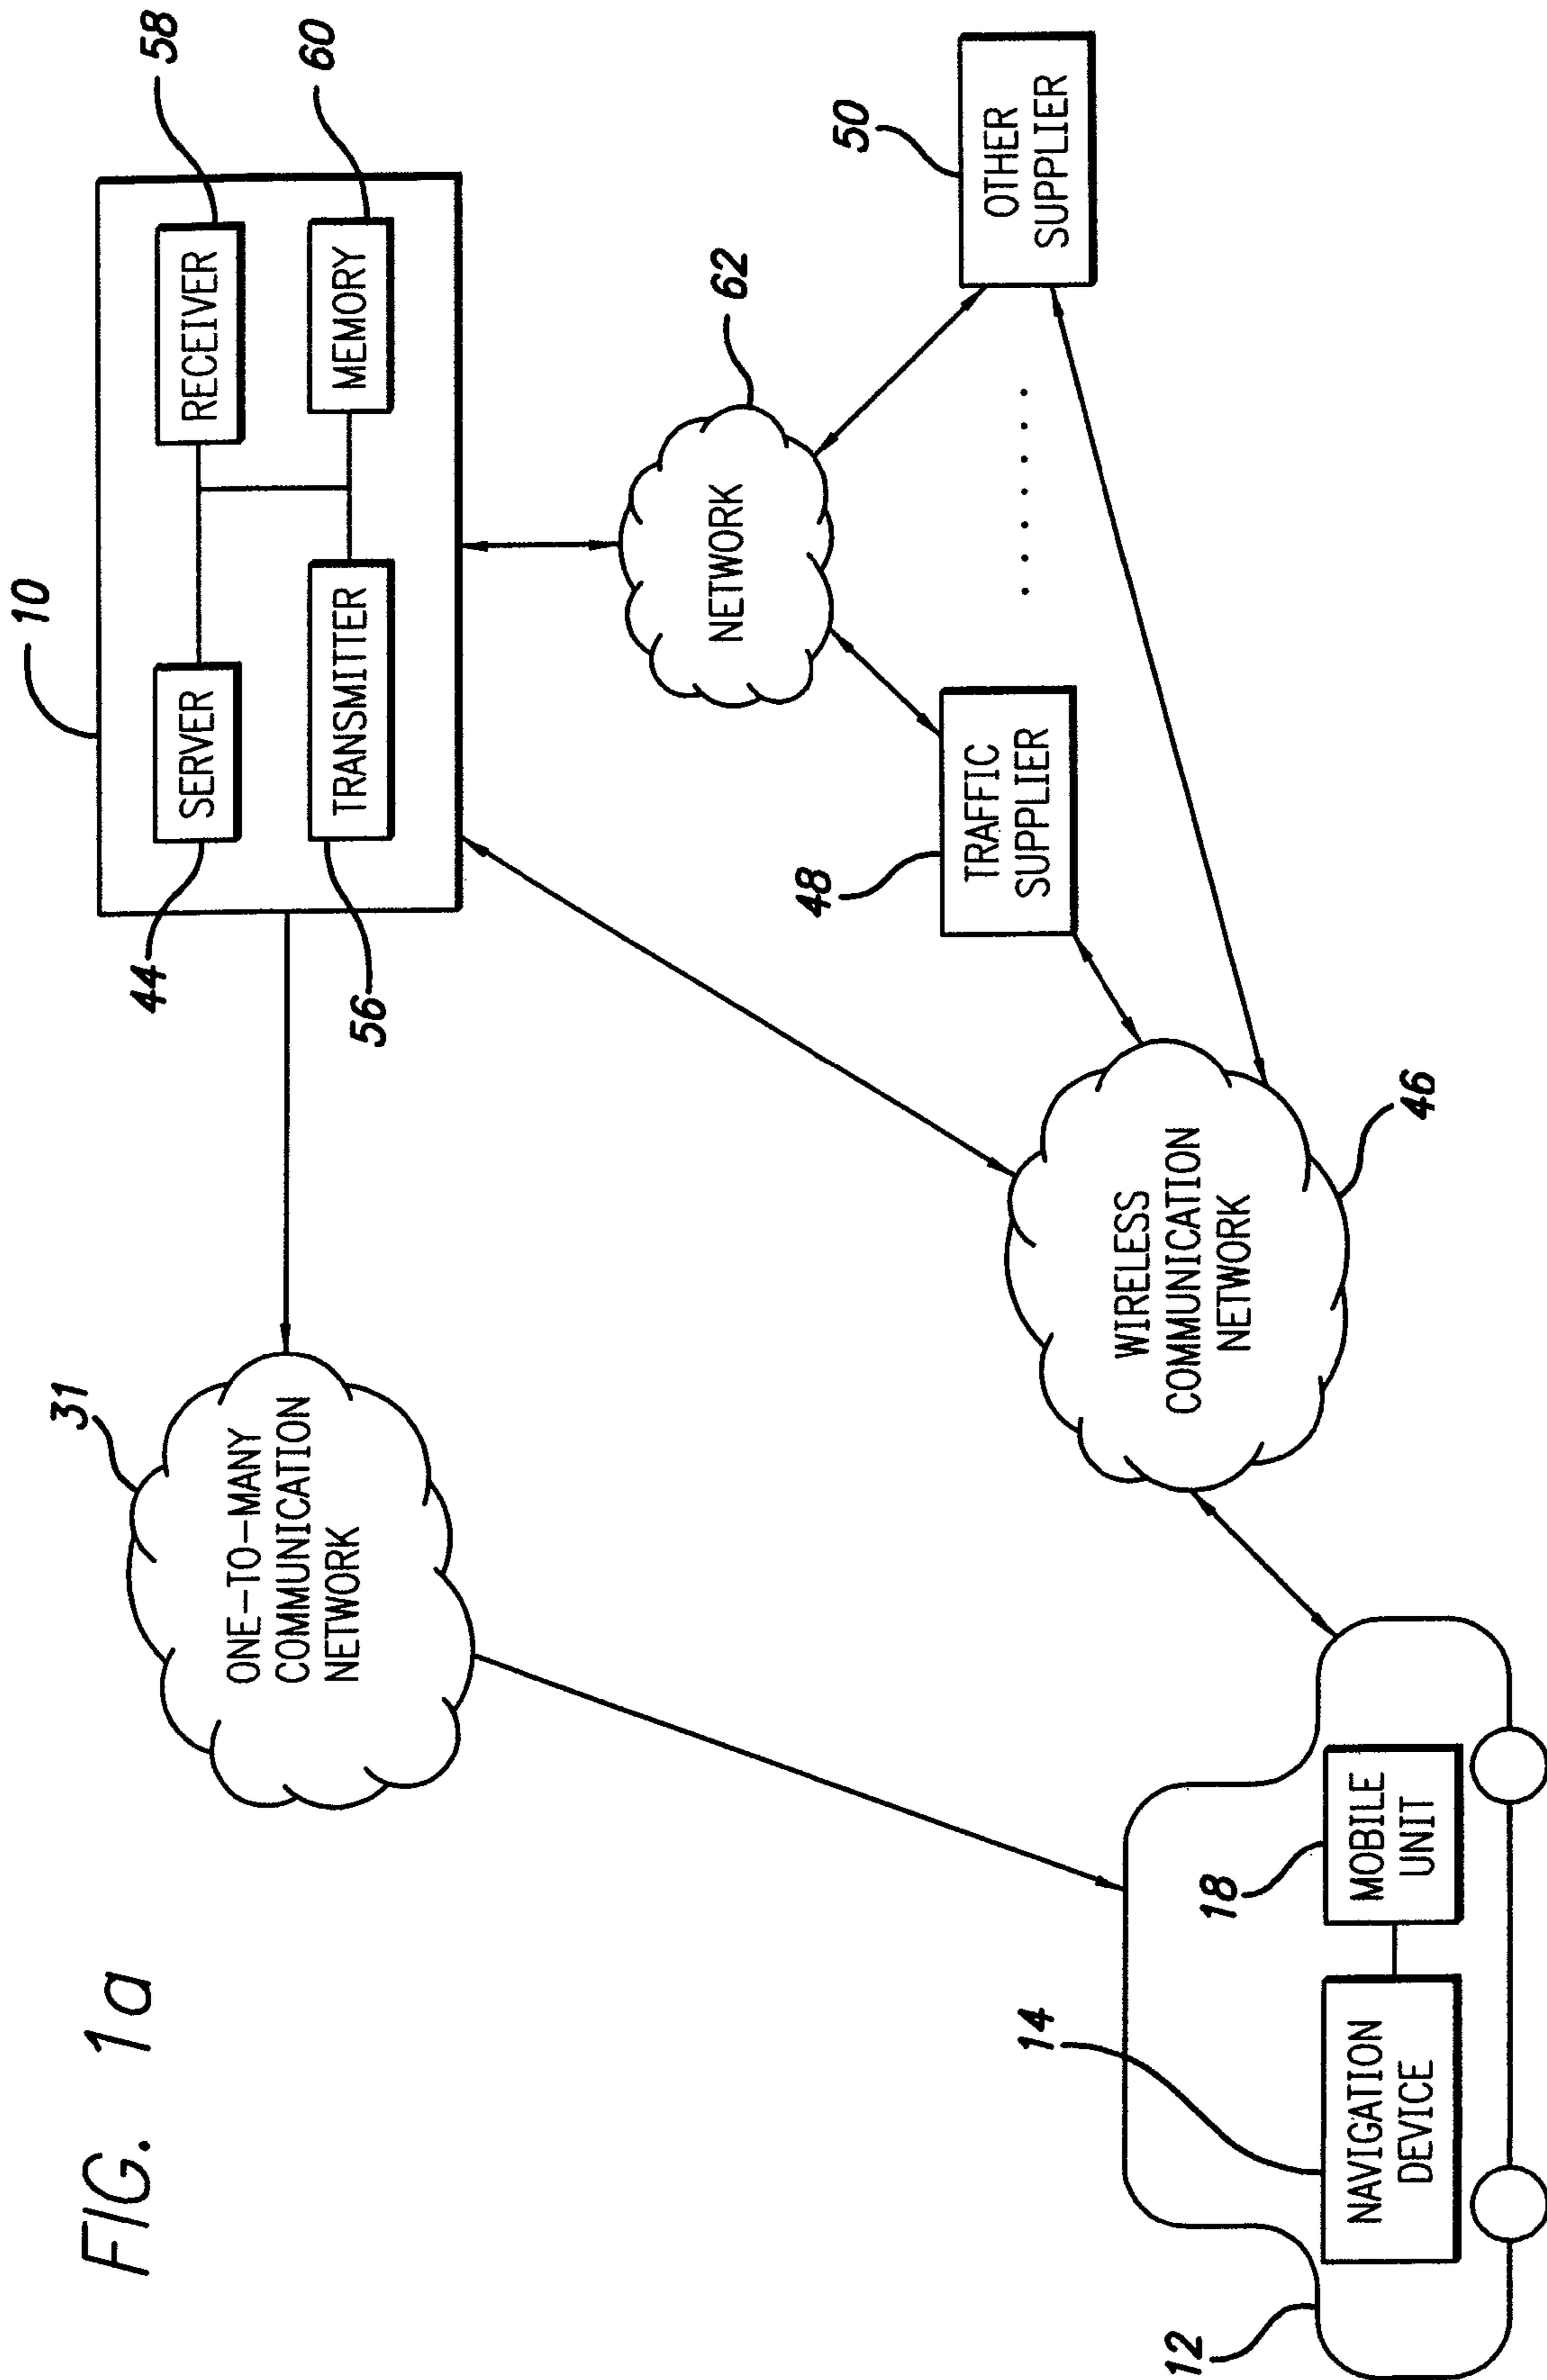 FIG. 1a
10
58
RECEIVER
SERVER
44
60
MEMORY
TRANSMITTER
56
31
ONE-TO-MANY
COMMUNICATION
NETWORK
62
NETWORK
50
OTHER
SUPPLIER
48
TRAFFIC
SUPPLIER
. . . . . . .
WIRELESS
COMMUNICATION
NETWORK
46
14
18
NAVIGATION
DEVICE
MOBILE
UNIT
12